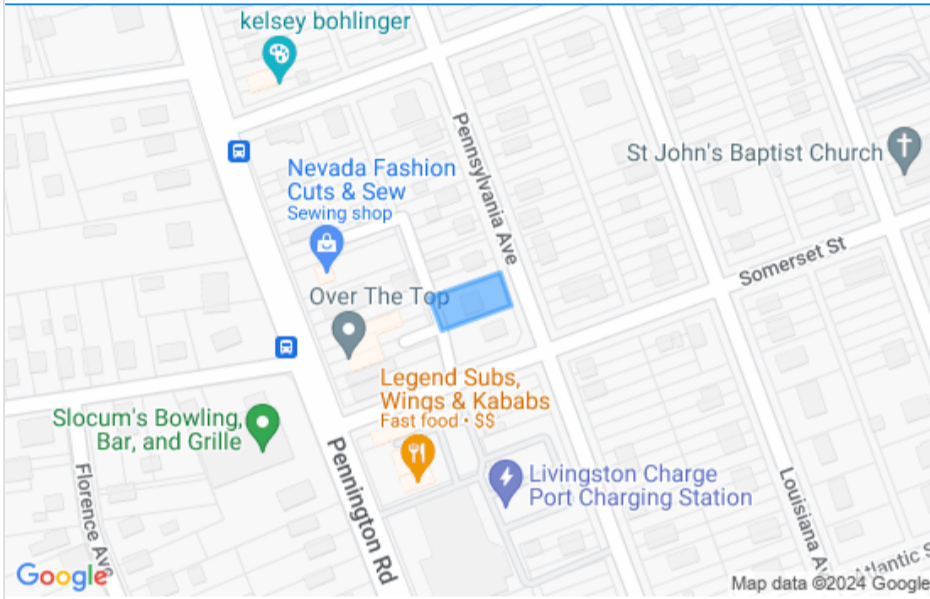 kelsey bohlinger
Pennsylvania Ave
St John's Baptist Church
Nevada Fashion
Cuts & Sew
Sewing shop
Somerset St
Over The Top
Legend Subs,
Wings & Kababs
Fast food • $$
Slocum's Bowling,
Bar, and Grille
Livingston Charge
Port Charging Station
Florence Ave
Pennington Rd
Louisiana Av
Atlantic S
Google
Map data ©2024 Google